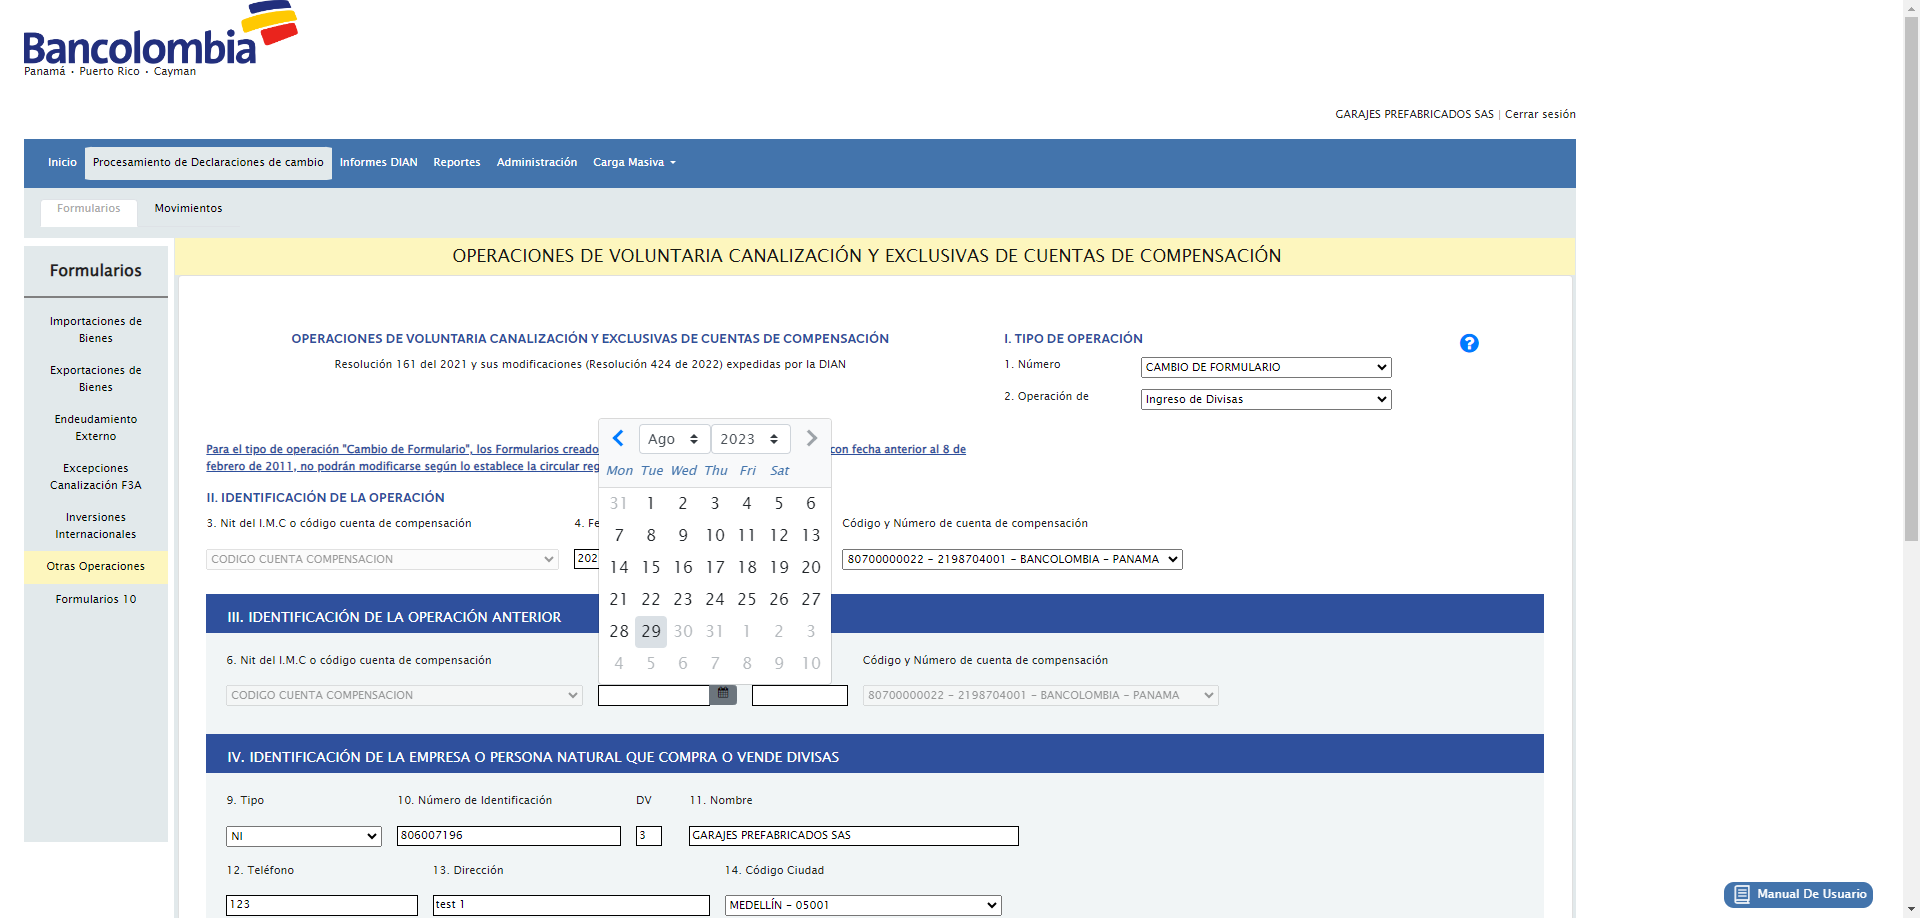 Bancolombia
Panamá • Puerto Rico • Cayman
GARAJES PREFABRICADOS SAS | Cerrar sesión
Inicio Procesamiento de Declaraciones de cambio Informes DIAN Reportes Administración Carga Masiva
Formularios Movimientos
Formularios
Importaciones de
Bienes
Exportaciones de
Bienes
Endeudamiento
Externo
Excepciones
Canalización F3A
Inversiones
Internacionales
Otras Operaciones
Formularios 10
OPERACIONES DE VOLUNTARIA CANALIZACIÓN Y EXCLUSIVAS DE CUENTAS DE COMPENSACIÓN
OPERACIONES DE VOLUNTARIA CANALIZACIÓN Y EXCLUSIVAS DE CUENTAS DE COMPENSACIÓN
Resolución 161 del 2021 y sus modificaciones (Resolución 424 de 2022) expedidas por la DIAN
I. TIPO DE OPERACIÓN
?
1. Número CAMBIO DE FORMULARIO
2. Operación de Ingreso de Divisas
Para el tipo de operación "Cambio de Formulario", los Formularios creado con fecha anterior al 8 de
febrero de 2011, no podrán modificarse según lo establece la circular reg
Ago 2023
Mon Tue Wed Thu Fri Sat
31 1 2 3 4 5 6
7 8 9 10 11 12 13
14 15 16 17 18 19 20
21 22 23 24 25 26 27
28 29 30 31 1 2 3
4 5 6 7 8 9 10
II. IDENTIFICACIÓN DE LA OPERACIÓN
3. Nit del I.M.C o código cuenta de compensación 4. Fe Código y Número de cuenta de compensación
CODIGO CUENTA COMPENSACION 202 80700000022 - 2198704001 - BANCOLOMBIA - PANAMA
III. IDENTIFICACIÓN DE LA OPERACIÓN ANTERIOR
6. Nit del I.M.C o código cuenta de compensación Código y Número de cuenta de compensación
CODIGO CUENTA COMPENSACION 80700000022 - 2198704001 - BANCOLOMBIA - PANAMA
IV. IDENTIFICACIÓN DE LA EMPRESA O PERSONA NATURAL QUE COMPRA O VENDE DIVISAS
9. Tipo 10. Número de Identificación DV 11. Nombre
NI 806007196 3 GARAJES PREFABRICADOS SAS
12. Teléfono 13. Dirección 14. Código Ciudad
123 test 1 MEDELLÍN - 05001
Manual De Usuario